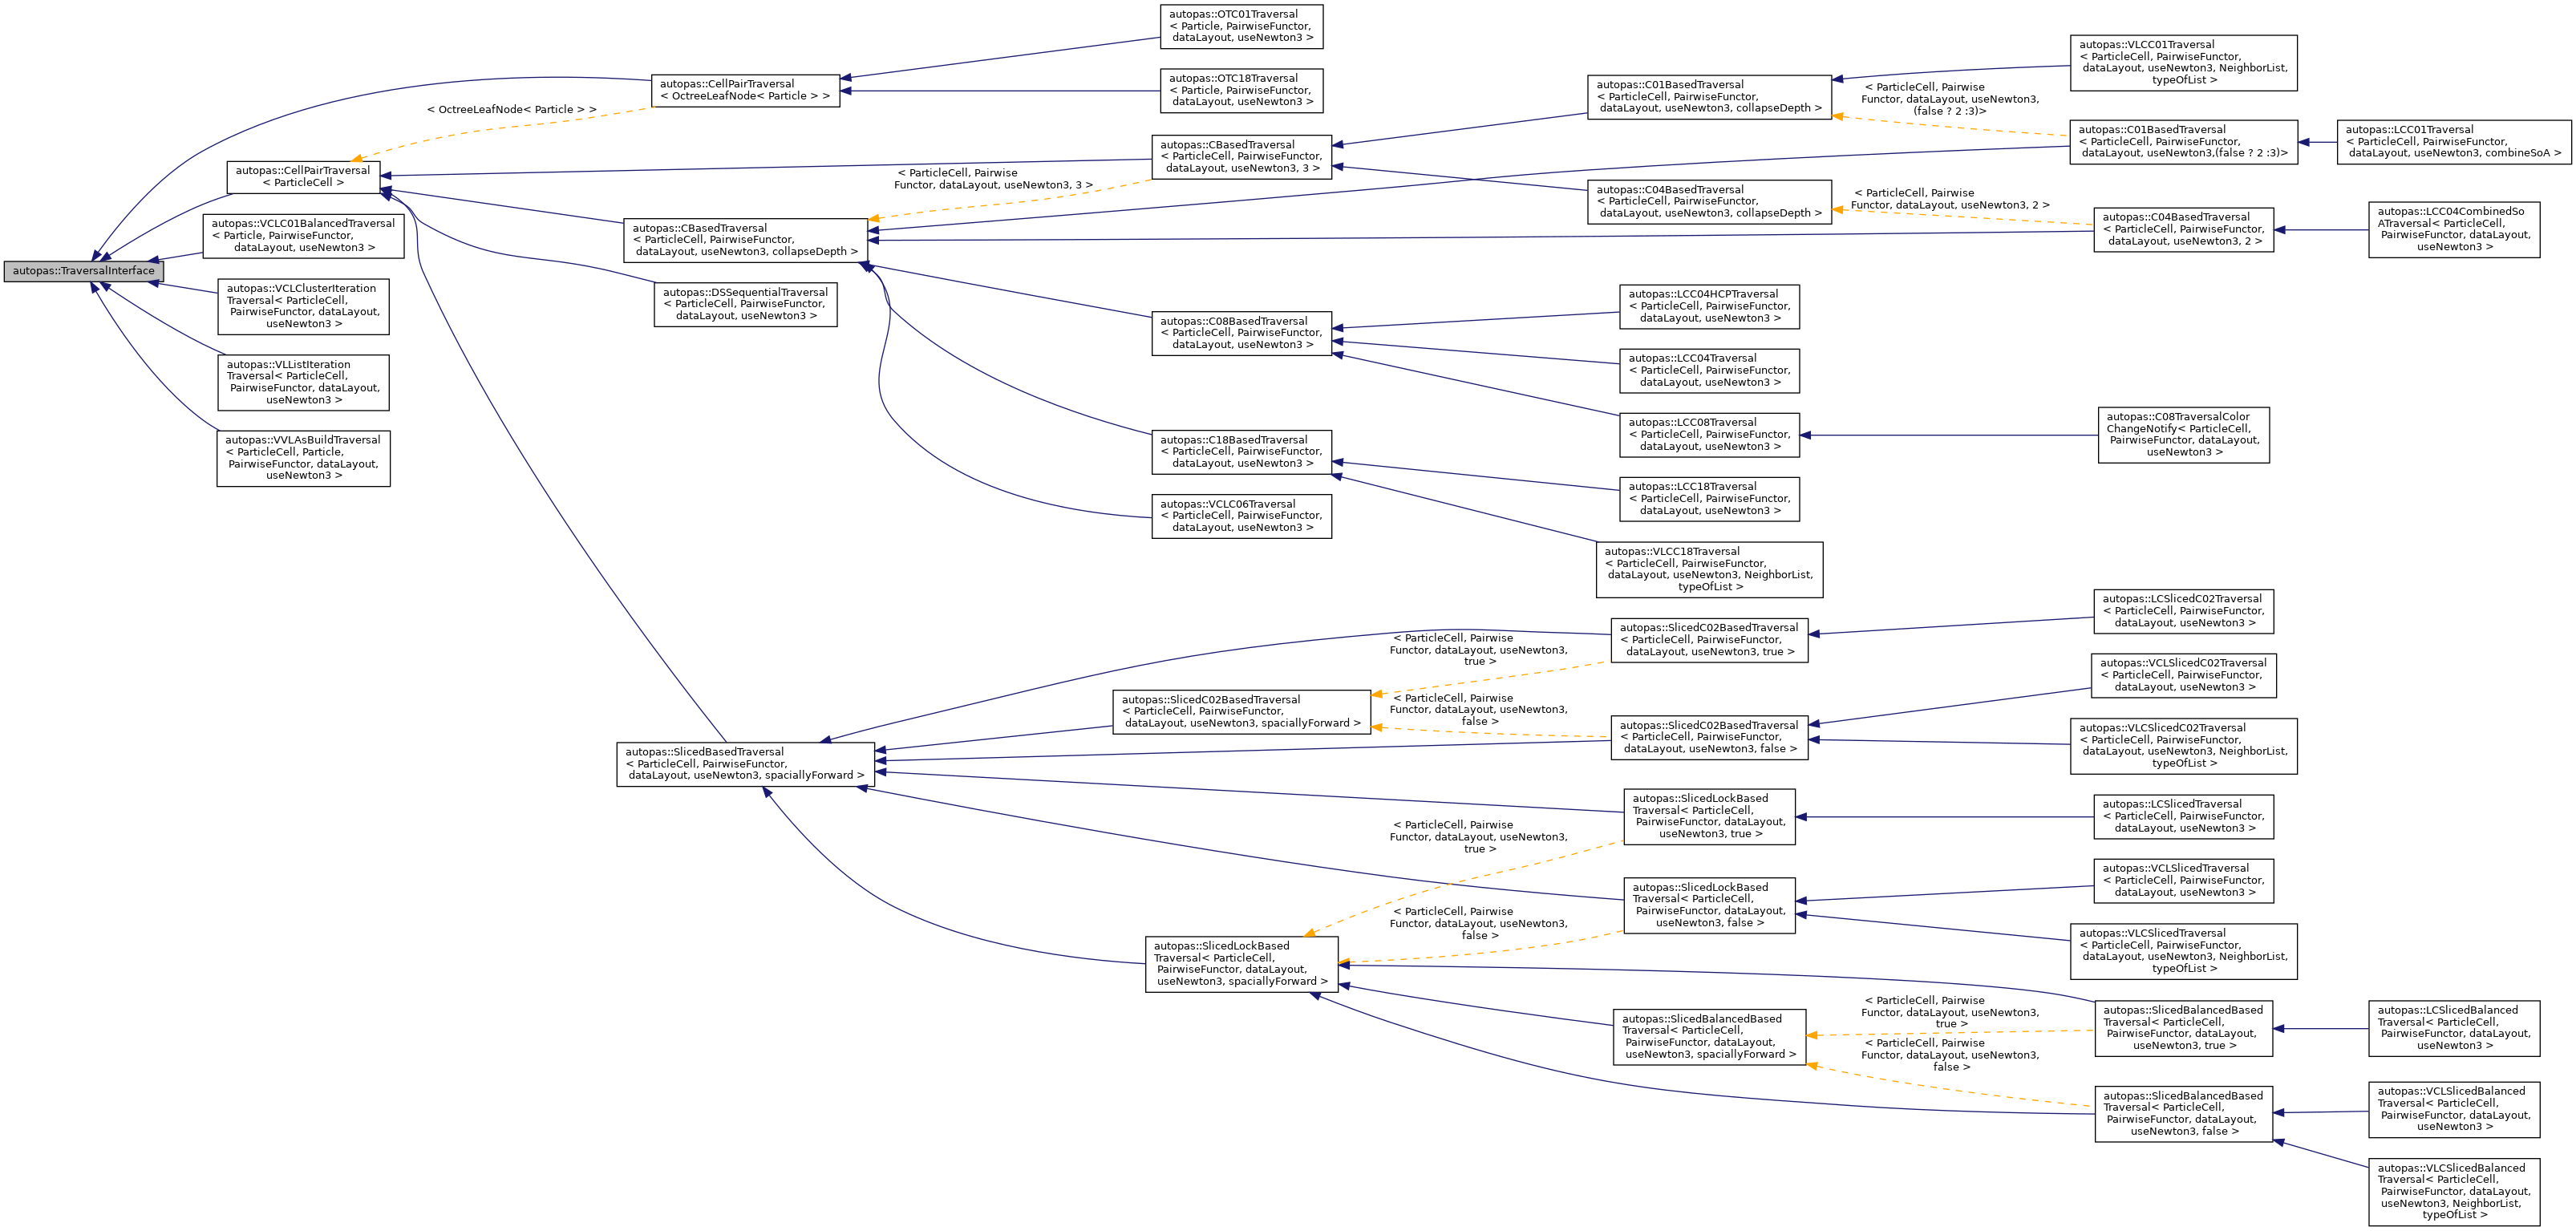 autopas::TraversalInterface
autopas::CellPairTraversal
< ParticleCell >
autopas::VCLC01BalancedTraversal
< Particle, PairwiseFunctor,
dataLayout, useNewton3 >
autopas::VCLClusterIteration
Traversal< ParticleCell,
PairwiseFunctor, dataLayout,
useNewton3 >
autopas::VLListIteration
Traversal< ParticleCell,
PairwiseFunctor, dataLayout,
useNewton3 >
autopas::VVLAsBuildTraversal
< ParticleCell, Particle,
PairwiseFunctor, dataLayout,
useNewton3 >
< OctreeLeafNode< Particle > >
autopas::CellPairTraversal
< OctreeLeafNode< Particle > >
autopas::CBasedTraversal
< ParticleCell, PairwiseFunctor,
dataLayout, useNewton3, collapseDepth >
autopas::DSSequentialTraversal
< ParticleCell, PairwiseFunctor,
dataLayout, useNewton3 >
autopas::SlicedBasedTraversal
< ParticleCell, PairwiseFunctor,
dataLayout, useNewton3, spaciallyForward >
< ParticleCell, Pairwise
Functor, dataLayout, useNewton3, 3 >
autopas::OTC01Traversal
< Particle, PairwiseFunctor,
dataLayout, useNewton3 >
autopas::OTC18Traversal
< Particle, PairwiseFunctor,
dataLayout, useNewton3 >
autopas::CBasedTraversal
< ParticleCell, PairwiseFunctor,
dataLayout, useNewton3, 3 >
autopas::C08BasedTraversal
< ParticleCell, PairwiseFunctor,
dataLayout, useNewton3 >
autopas::C18BasedTraversal
< ParticleCell, PairwiseFunctor,
dataLayout, useNewton3 >
autopas::VCLC06Traversal
< ParticleCell, PairwiseFunctor,
dataLayout, useNewton3 >
autopas::SlicedC02BasedTraversal
< ParticleCell, PairwiseFunctor,
dataLayout, useNewton3, spaciallyForward >
autopas::SlicedLockBased
Traversal< ParticleCell,
PairwiseFunctor, dataLayout,
useNewton3, spaciallyForward >
< ParticleCell, Pairwise
Functor, dataLayout, useNewton3,
true >
< ParticleCell, Pairwise
Functor, dataLayout, useNewton3,
false >
< ParticleCell, Pairwise
Functor, dataLayout, useNewton3,
true >
< ParticleCell, Pairwise
Functor, dataLayout, useNewton3,
false >
autopas::C01BasedTraversal
< ParticleCell, PairwiseFunctor,
dataLayout, useNewton3, collapseDepth >
autopas::C04BasedTraversal
< ParticleCell, PairwiseFunctor,
dataLayout, useNewton3, collapseDepth >
autopas::LCC04HCPTraversal
< ParticleCell, PairwiseFunctor,
dataLayout, useNewton3 >
autopas::LCC04Traversal
< ParticleCell, PairwiseFunctor,
dataLayout, useNewton3 >
autopas::LCC08Traversal
< ParticleCell, PairwiseFunctor,
dataLayout, useNewton3 >
autopas::LCC18Traversal
< ParticleCell, PairwiseFunctor,
dataLayout, useNewton3 >
autopas::VLCC18Traversal
< ParticleCell, PairwiseFunctor,
dataLayout, useNewton3, NeighborList,
typeOfList >
autopas::SlicedC02BasedTraversal
< ParticleCell, PairwiseFunctor,
dataLayout, useNewton3, true >
autopas::SlicedC02BasedTraversal
< ParticleCell, PairwiseFunctor,
dataLayout, useNewton3, false >
autopas::SlicedLockBased
Traversal< ParticleCell,
PairwiseFunctor, dataLayout,
useNewton3, true >
autopas::SlicedLockBased
Traversal< ParticleCell,
PairwiseFunctor, dataLayout,
useNewton3, false >
autopas::SlicedBalancedBased
Traversal< ParticleCell,
PairwiseFunctor, dataLayout,
useNewton3, spaciallyForward >
< ParticleCell, Pairwise
Functor, dataLayout, useNewton3,
(false ? 2 :3)>
< ParticleCell, Pairwise
Functor, dataLayout, useNewton3, 2 >
< ParticleCell, Pairwise
Functor, dataLayout, useNewton3,
true >
< ParticleCell, Pairwise
Functor, dataLayout, useNewton3,
false >
autopas::VLCC01Traversal
< ParticleCell, PairwiseFunctor,
dataLayout, useNewton3, NeighborList,
typeOfList >
autopas::C01BasedTraversal
< ParticleCell, PairwiseFunctor,
dataLayout, useNewton3,(false ? 2 :3)>
autopas::C04BasedTraversal
< ParticleCell, PairwiseFunctor,
dataLayout, useNewton3, 2 >
autopas::C08TraversalColor
ChangeNotify< ParticleCell,
PairwiseFunctor, dataLayout,
useNewton3 >
autopas::LCSlicedC02Traversal
< ParticleCell, PairwiseFunctor,
dataLayout, useNewton3 >
autopas::VCLSlicedC02Traversal
< ParticleCell, PairwiseFunctor,
dataLayout, useNewton3 >
autopas::VLCSlicedC02Traversal
< ParticleCell, PairwiseFunctor,
dataLayout, useNewton3, NeighborList,
typeOfList >
autopas::LCSlicedTraversal
< ParticleCell, PairwiseFunctor,
dataLayout, useNewton3 >
autopas::VCLSlicedTraversal
< ParticleCell, PairwiseFunctor,
dataLayout, useNewton3 >
autopas::VLCSlicedTraversal
< ParticleCell, PairwiseFunctor,
dataLayout, useNewton3, NeighborList,
typeOfList >
autopas::SlicedBalancedBased
Traversal< ParticleCell,
PairwiseFunctor, dataLayout,
useNewton3, true >
autopas::SlicedBalancedBased
Traversal< ParticleCell,
PairwiseFunctor, dataLayout,
useNewton3, false >
autopas::LCC01Traversal
< ParticleCell, PairwiseFunctor,
dataLayout, useNewton3, combineSoA >
autopas::LCC04CombinedSo
ATraversal< ParticleCell,
PairwiseFunctor, dataLayout,
useNewton3 >
autopas::LCSlicedBalanced
Traversal< ParticleCell,
PairwiseFunctor, dataLayout,
useNewton3 >
autopas::VCLSlicedBalanced
Traversal< ParticleCell,
PairwiseFunctor, dataLayout,
useNewton3 >
autopas::VLCSlicedBalanced
Traversal< ParticleCell,
PairwiseFunctor, dataLayout,
useNewton3, NeighborList,
typeOfList >